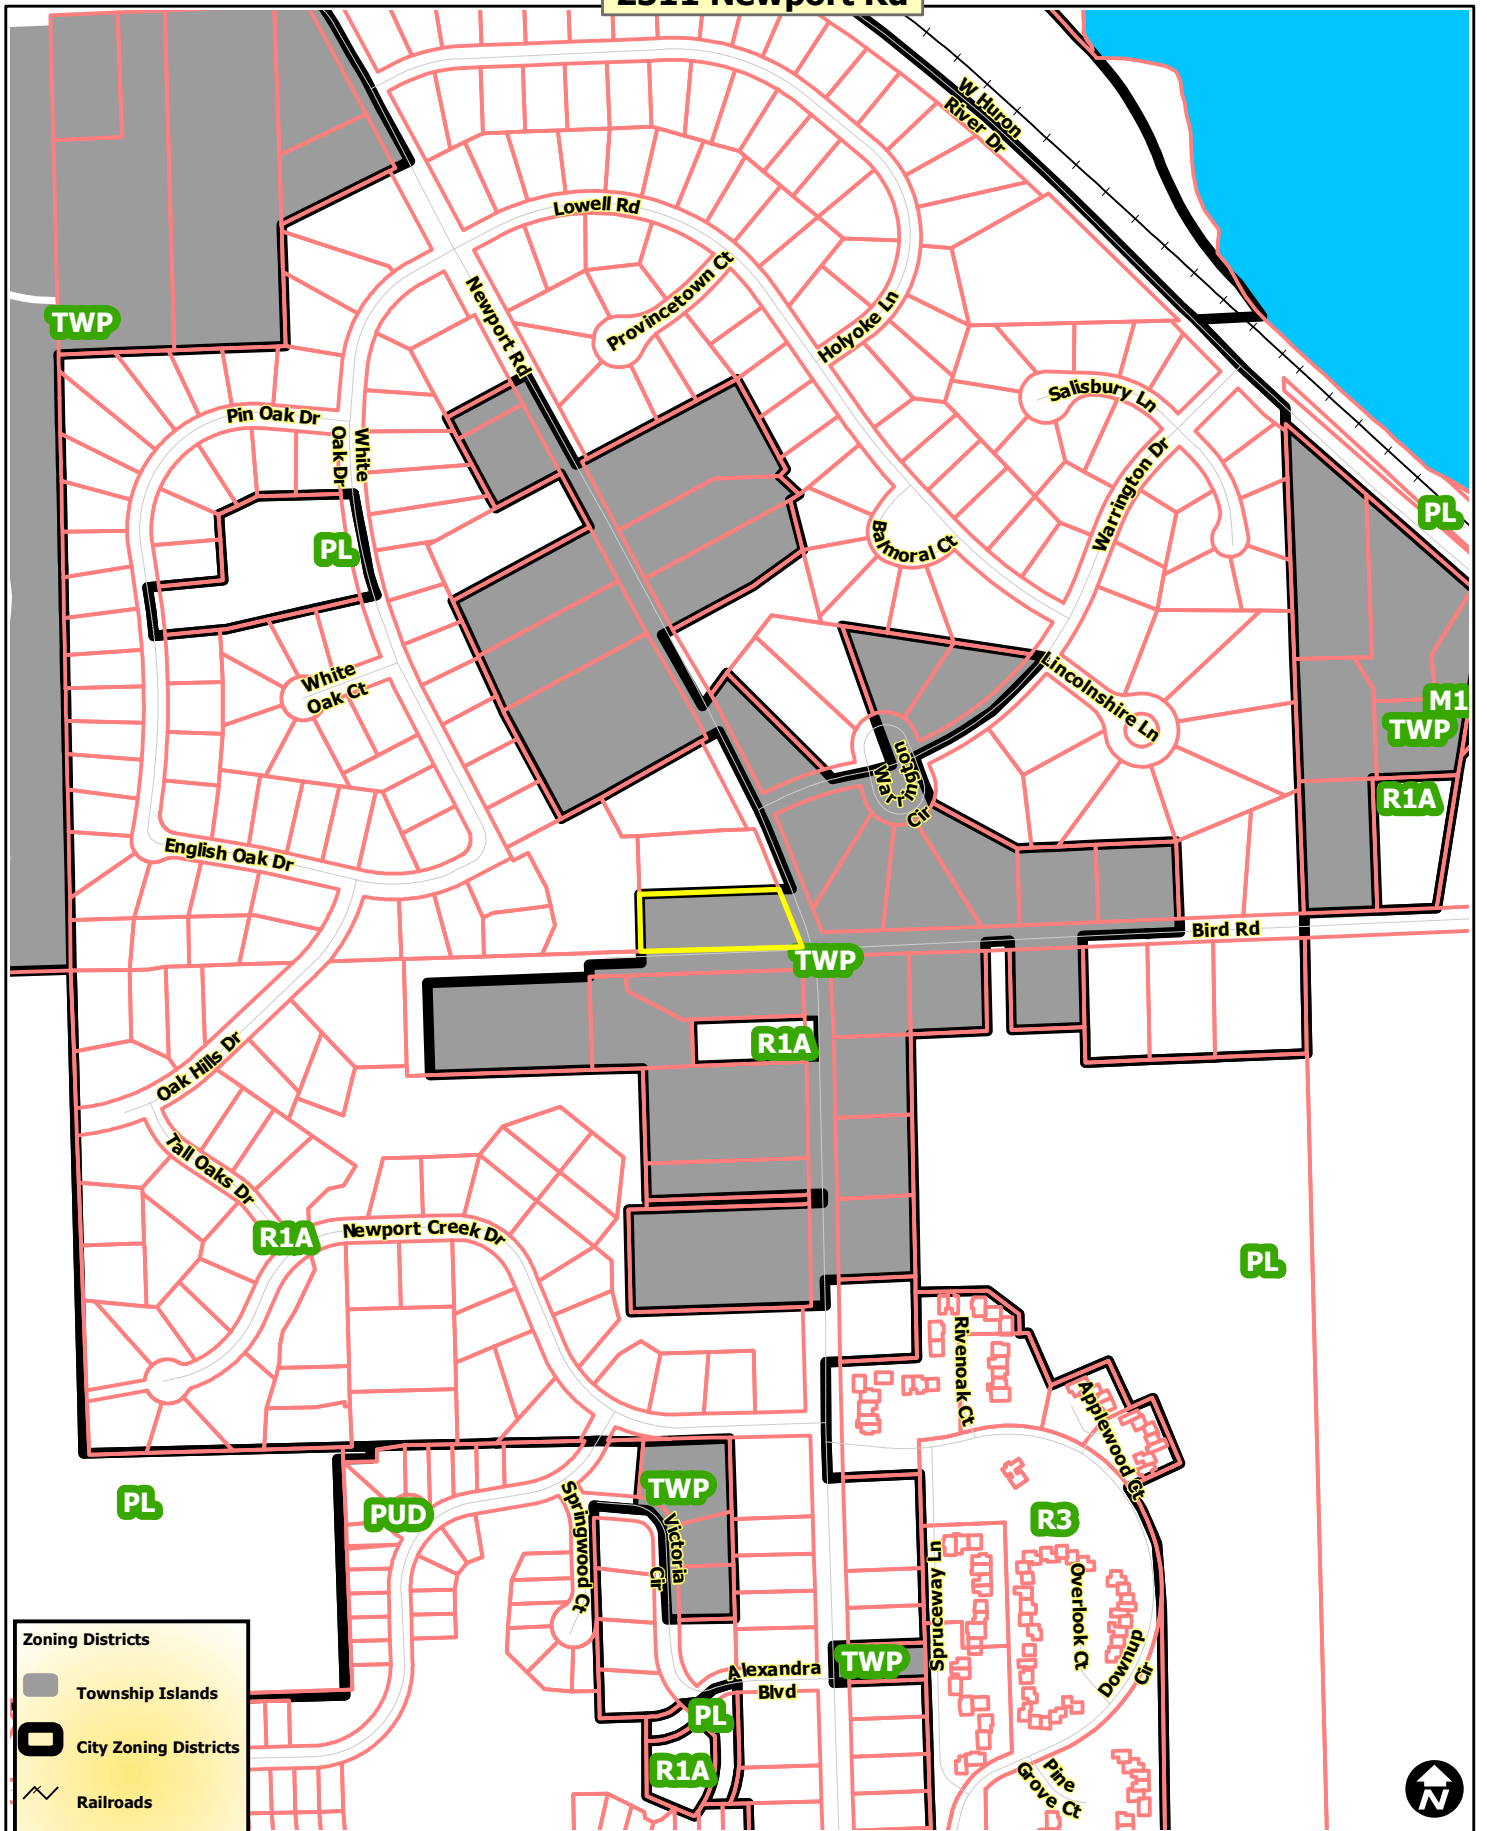 2511 Newport Rd
W Huron
River Dr
Lowell Rd
Provincetown Ct
Newport Rd
Holyoke Ln
TWP
Salisbury Ln
Pin Oak Dr
White
Oak Dr
Warrington Dr
PL
PL
Balmoral Ct
White
Oak Ct
Lincolnshire Ln
M1
TWP
Warrington
Cir
R1A
English Oak Dr
Bird Rd
TWP
R1A
Oak Hills Dr
Tall Oaks Dr
R1A
Newport Creek Dr
PL
Rivenoak Ct
Applewood Ct
TWP
PL
PUD
R3
Springwood Ct
Victoria
Cir
Spruceway Ln
Overlook Ct
Downup
Cir
Alexandra
Blvd
TWP
PL
R1A
Pine
Grove Ct
Zoning Districts
Township Islands
City Zoning Districts
Railroads
N